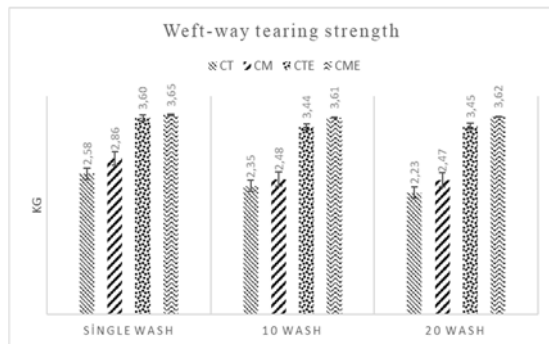 Weft-way tearing strength
CT CM CTE CME
KG
2,58 2,86 3,60 3,65
2,35 2,48 3,44 3,61
2,23 2,47 3,45 3,62
SİNGLE WASH 10 WASH 20 WASH